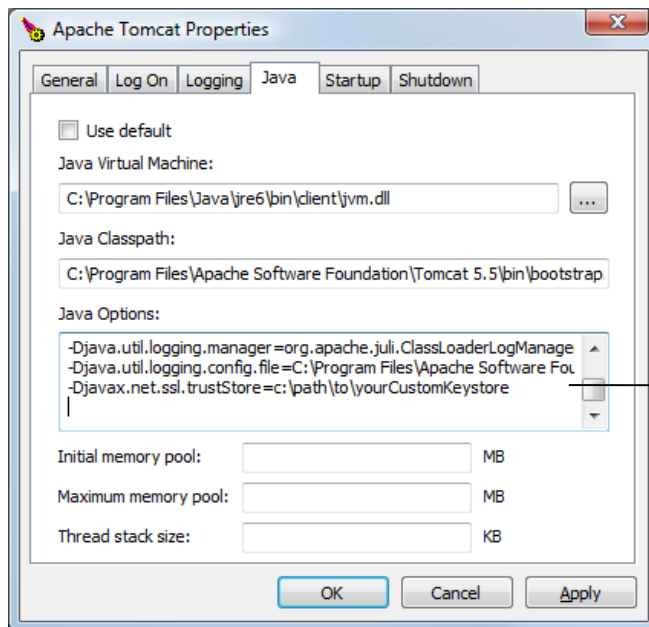 Apache Tomcat Properties
General Log On Logging Java Startup Shutdown
Use default
Java Virtual Machine:
C:\Program Files\Java\jre6\bin\client\jvm.dll ...
Java Classpath:
C:\Program Files\Apache Software Foundation\Tomcat 5.5\bin\bootstrap
Java Options:
-Djava.util.logging.manager=org.apache.juli.ClassLoaderLogManage
-Djava.util.logging.config.file=C:\Program Files\Apache Software Fou
-Djavax.net.ssl.trustStore=c:\path\to\yourCustomKeystore
Initial memory pool: MB
Maximum memory pool: MB
Thread stack size: KB
OK Cancel Apply